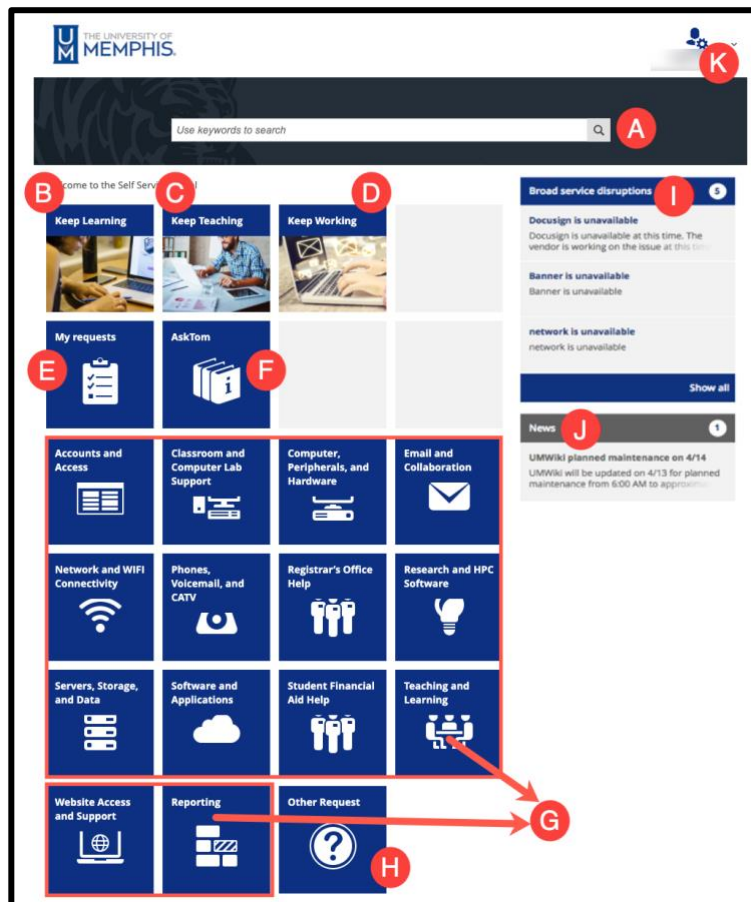 THE UNIVERSITY OF
MEMPHIS.
UM
K
Use keywords to search
A
come to the Self Serv
B
C
D
Keep Learning
Keep Teaching
Keep Working
My requests
AskTom
E
F
Accounts and
Access
Classroom and
Computer Lab
Support
Computer,
Peripherals, and
Hardware
Email and
Collaboration
Network and WIFI
Connectivity
Phones,
Voicemail, and
CATV
Registrar's Office
Help
Research and HPC
Software
Servers, Storage,
and Data
Software and
Applications
Student Financial
Aid Help
Teaching and
Learning
Website Access
and Support
Reporting
Other Request
G
H
Broad service disruptions
I
5
Docusign is unavailable
Docusign is unavailable at this time. The
vendor is working on the issue at this time
Banner is unavailable
Banner is unavailable
network is unavailable
network is unavailable
Show all
News
J
1
UMWiki planned maintenance on 4/14
UMWiki will be updated on 4/13 for planned
maintenance from 6:00 AM to